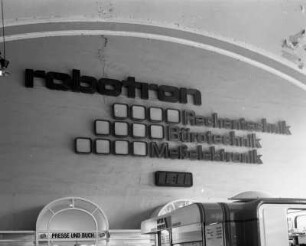 robotron
Rechentechnik
Bürotechnik
Meßelektronik
PRESSE UND BUCH